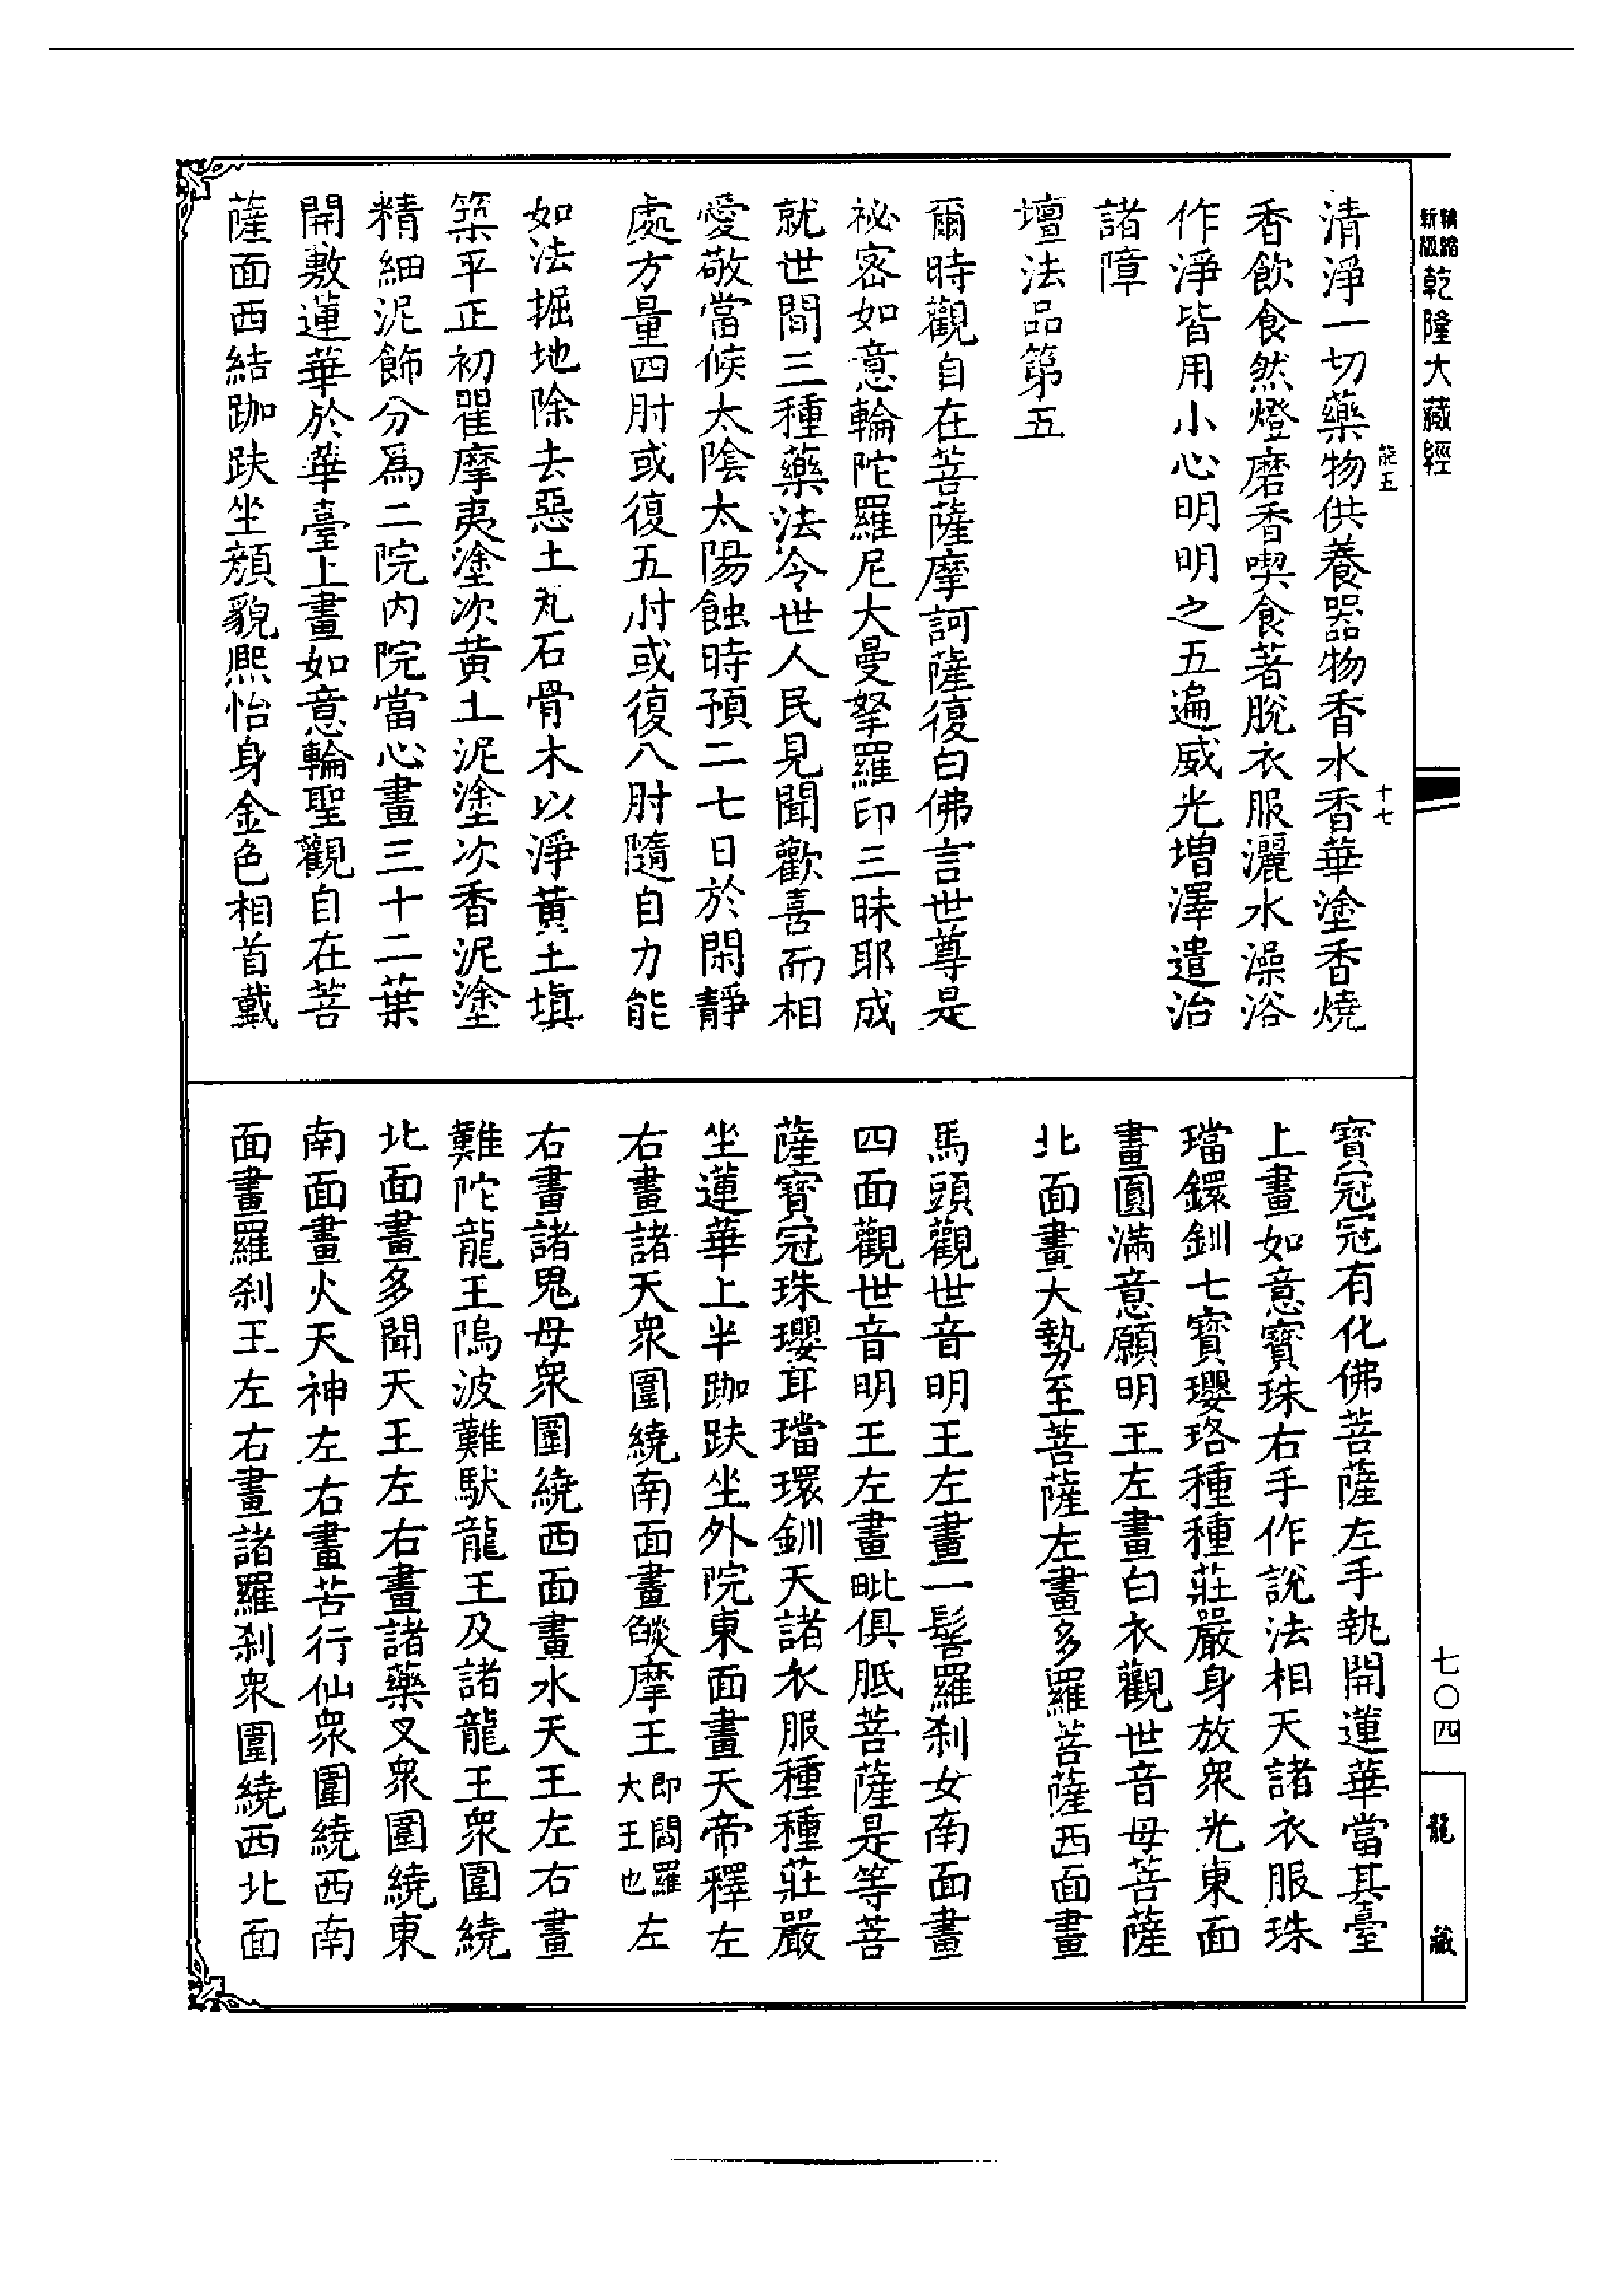 新編縮版乾隆大藏經
能五
十七
清淨一切藥物供養器物香水香華塗香燒
香飲食然燈磨香喫食著脫衣服灑水澡浴
作淨皆用小心明明之五遍威光增澤遣治
諸障
壇法品第五
爾時觀自在菩薩摩訶薩復白佛言世尊是
祕密如意輪陀羅尼大曼拏羅印三昧耶成
就世間三種藥法令世人民見聞歡喜而相
愛敬當候太陰太陽蝕時預二七日於閑靜
處方量四肘或復五肘或復八肘隨自力能
如法掘地除去惡土瓦石骨木以淨黃土填
築平正初瞿摩夷塗次黃土泥塗次香泥塗
精細泥飾分爲二院內院當心畫三十二葉
開敷蓮華於華臺上畫如意輪聖觀自在菩
薩面西結跏趺坐顏貌熙怡身金色相首戴
寶冠冠有化佛菩薩左手執開蓮華當其臺
上畫如意寶珠右手作說法相天諸衣服珠
璫鐶釧七寶瓔珞種種莊嚴身放衆光東面
畫圓滿意願明王左畫白衣觀世音母菩薩
北面畫大勢至菩薩左畫多羅菩薩西面畫
馬頭觀世音明王左畫一髻羅刹女南面畫
四面觀世音明王左畫毗俱胝菩薩是等菩
薩寶冠珠瓔耳璫環釧天諸衣服種種莊嚴
坐蓮華上半跏趺坐外院東面畫天帝釋左
右畫諸天衆圍繞南面畫燄摩王即閻羅大王也左
右畫諸鬼母衆圍繞西面畫水天王左右畫
難陀龍王隖波難馱龍王及諸龍王衆圍繞
北面畫多聞天王左右畫諸藥叉衆圍繞東
南面畫火天神左右畫苦行仙衆圍繞西南
面畫羅刹王左右畫諸羅刹衆圍繞西北面
七〇四
龍藏